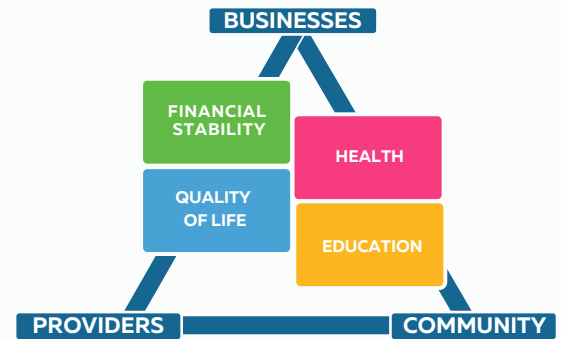 BUSINESSES
FINANCIAL
STABILITY
HEALTH
QUALITY
OF LIFE
EDUCATION
PROVIDERS
COMMUNITY